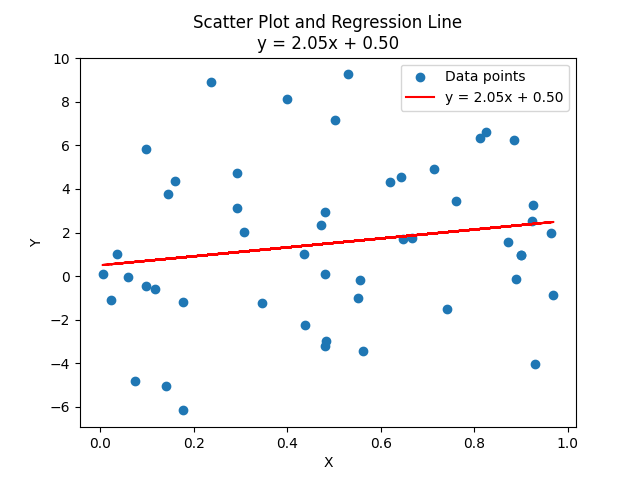 Scatter Plot and Regression Line
y = 2.05x + 0.50
Data points
y = 2.05x + 0.50
10
8
6
4
2
0
−2
−4
−6
Y
0.0 0.2 0.4 0.6 0.8 1.0
X